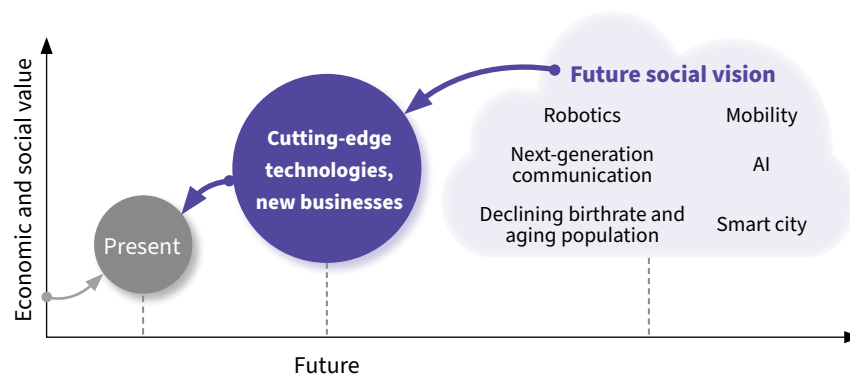 Economic and social value
Present
Cutting-edge
technologies,
new businesses
Future social vision
Robotics
Mobility
Next-generation
communication
AI
Declining birthrate and
aging population
Smart city
Future